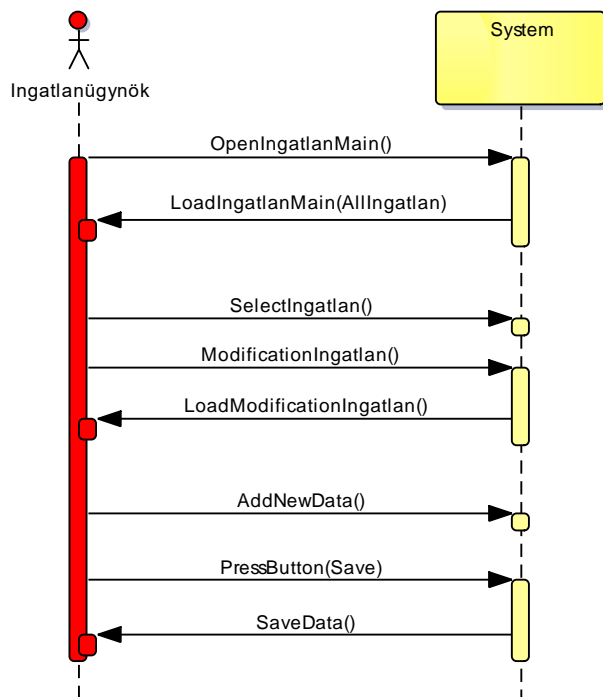 System
Ingatlanügynök
OpenIngatlanMain()
LoadIngatlanMain(AllIngatlan)
SelectIngatlan()
ModificationIngatlan()
LoadModificationIngatlan()
AddNewData()
PressButton(Save)
SaveData()